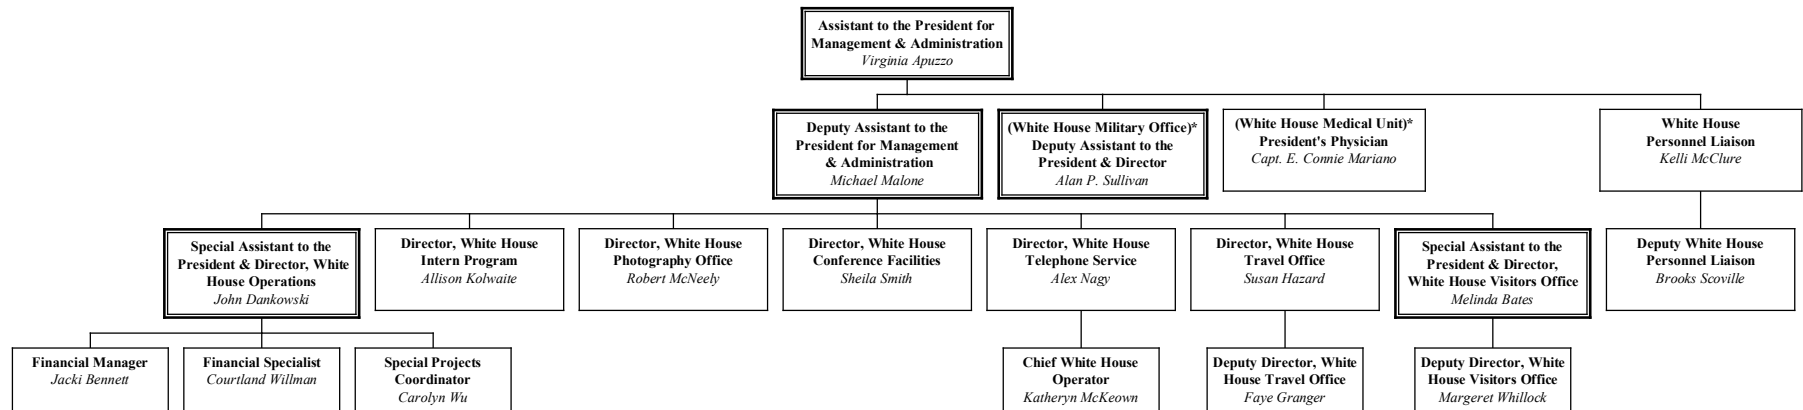 Assistant to the President for
Management & Administration
Virginia Apuzzo
Deputy Assistant to the
President for Management
& Administration
Michael Malone
(White House Military Office)*
Deputy Assistant to the
President & Director
Alan P. Sullivan
(White House Medical Unit)*
President's Physician
Capt. E. Connie Mariano
White House
Personnel Liaison
Kelli McClure
Special Assistant to the
President & Director, White
House Operations
John Dankowski
Director, White House
Intern Program
Allison Kolwaite
Director, White House
Photography Office
Robert McNeely
Director, White House
Conference Facilities
Sheila Smith
Director, White House
Telephone Service
Alex Nagy
Director, White House
Travel Office
Susan Hazard
Special Assistant to the
President & Director,
White House Visitors Office
Melinda Bates
Deputy White House
Personnel Liaison
Brooks Scoville
Financial Manager
Jacki Bennett
Financial Specialist
Courtland Willman
Special Projects
Coordinator
Carolyn Wu
Chief White House
Operator
Katheryn McKeown
Deputy Director, White
House Travel Office
Faye Granger
Deputy Director, White
House Visitors Office
Margeret Whillock